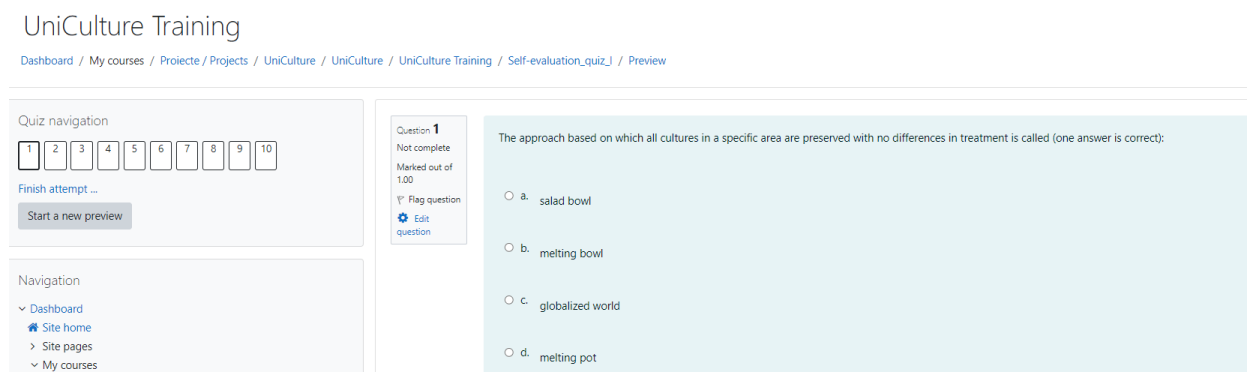 UniCulture Training
Dashboard / My courses / Proiecte / Projects / UniCulture / UniCulture / UniCulture Training / Self-evaluation_quiz_I / Preview
Quiz navigation
1 2 3 4 5 6 7 8 9 10
Finish attempt ...
Start a new preview
Navigation
Dashboard
Site home
Site pages
My courses
Question 1
Not complete
Marked out of
1.00
Flag question
Edit
question
The approach based on which all cultures in a specific area are preserved with no differences in treatment is called (one answer is correct):
a. salad bowl
b. melting bowl
c. globalized world
d. melting pot